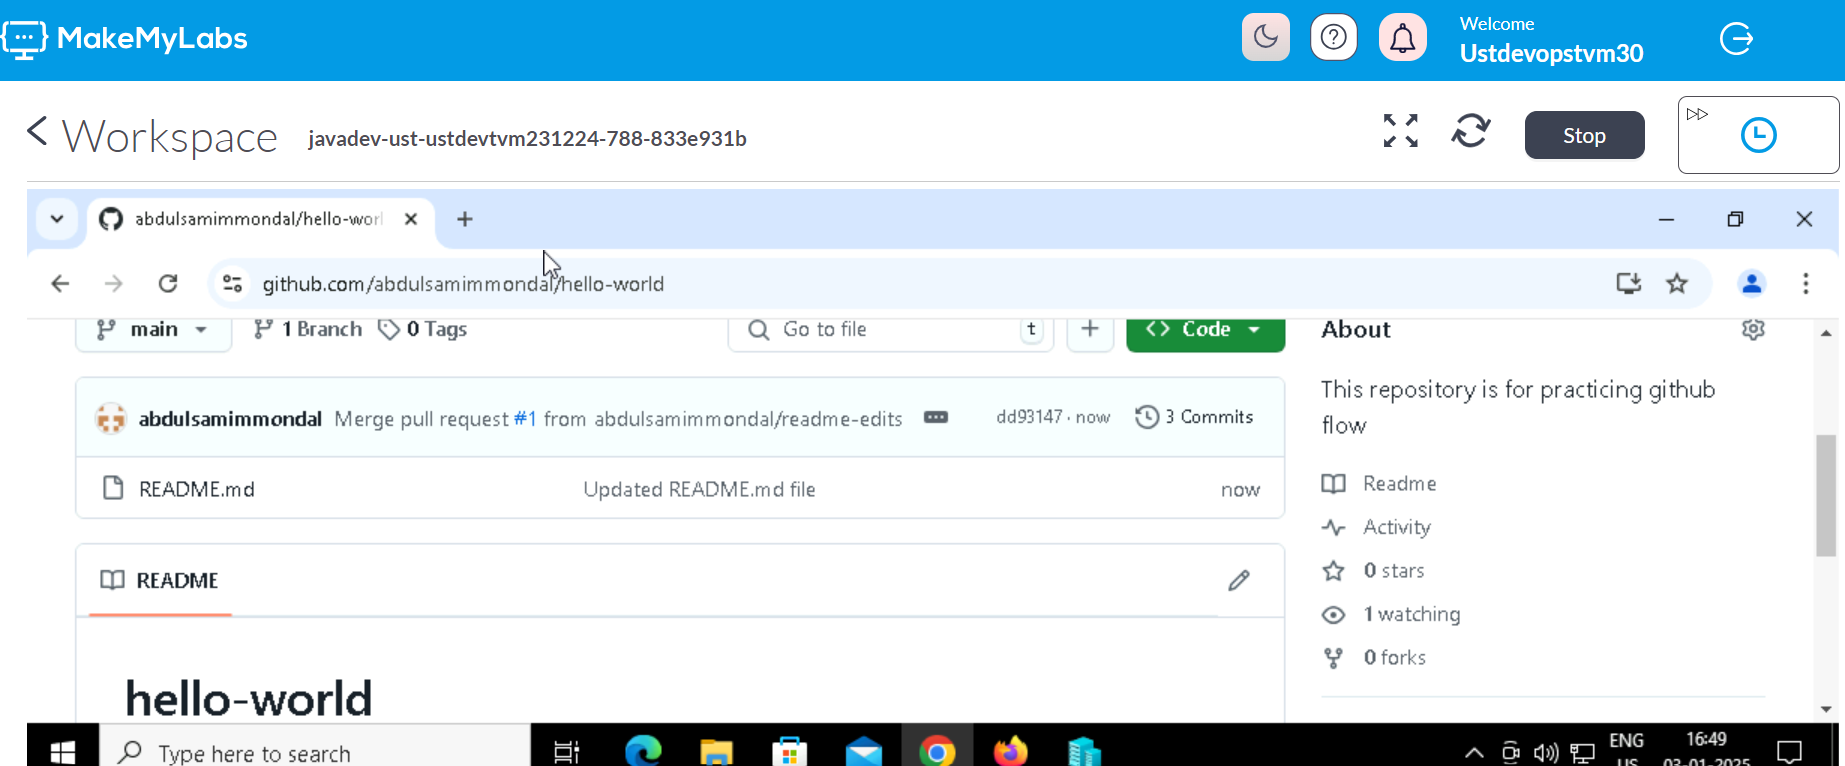 MakeMyLabs
Welcome
Ustdevopstvm30
Workspace
javadev-ust-ustdevtvm231224-788-833e931b
Stop
abdulsamimmondal/hello-worl
github.com/abdulsamimmondal/hello-world
main
1 Branch
0 Tags
Go to file
t
Code
About
This repository is for practicing github
flow
abdulsamimmondal Merge pull request #1 from abdulsamimmondal/readme-edits
dd93147 · now
3 Commits
README.md
Updated README.md file
now
Readme
Activity
0 stars
1 watching
0 forks
README
hello-world
Type here to search
ENG
US
16:49
03-01-2025